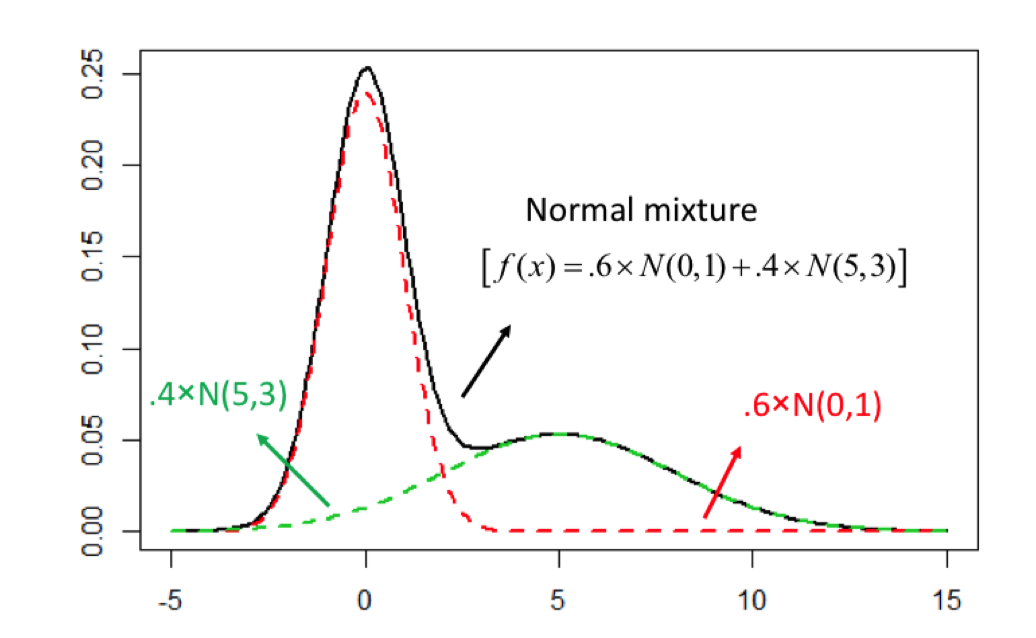 0.25
0.20
0.15
0.10
0.05
0.00
Normal mixture
[f(x)=.6×N(0,1)+.4×N(5,3)]
.4×N(5,3)
.6×N(0,1)
-5 0 5 10 15